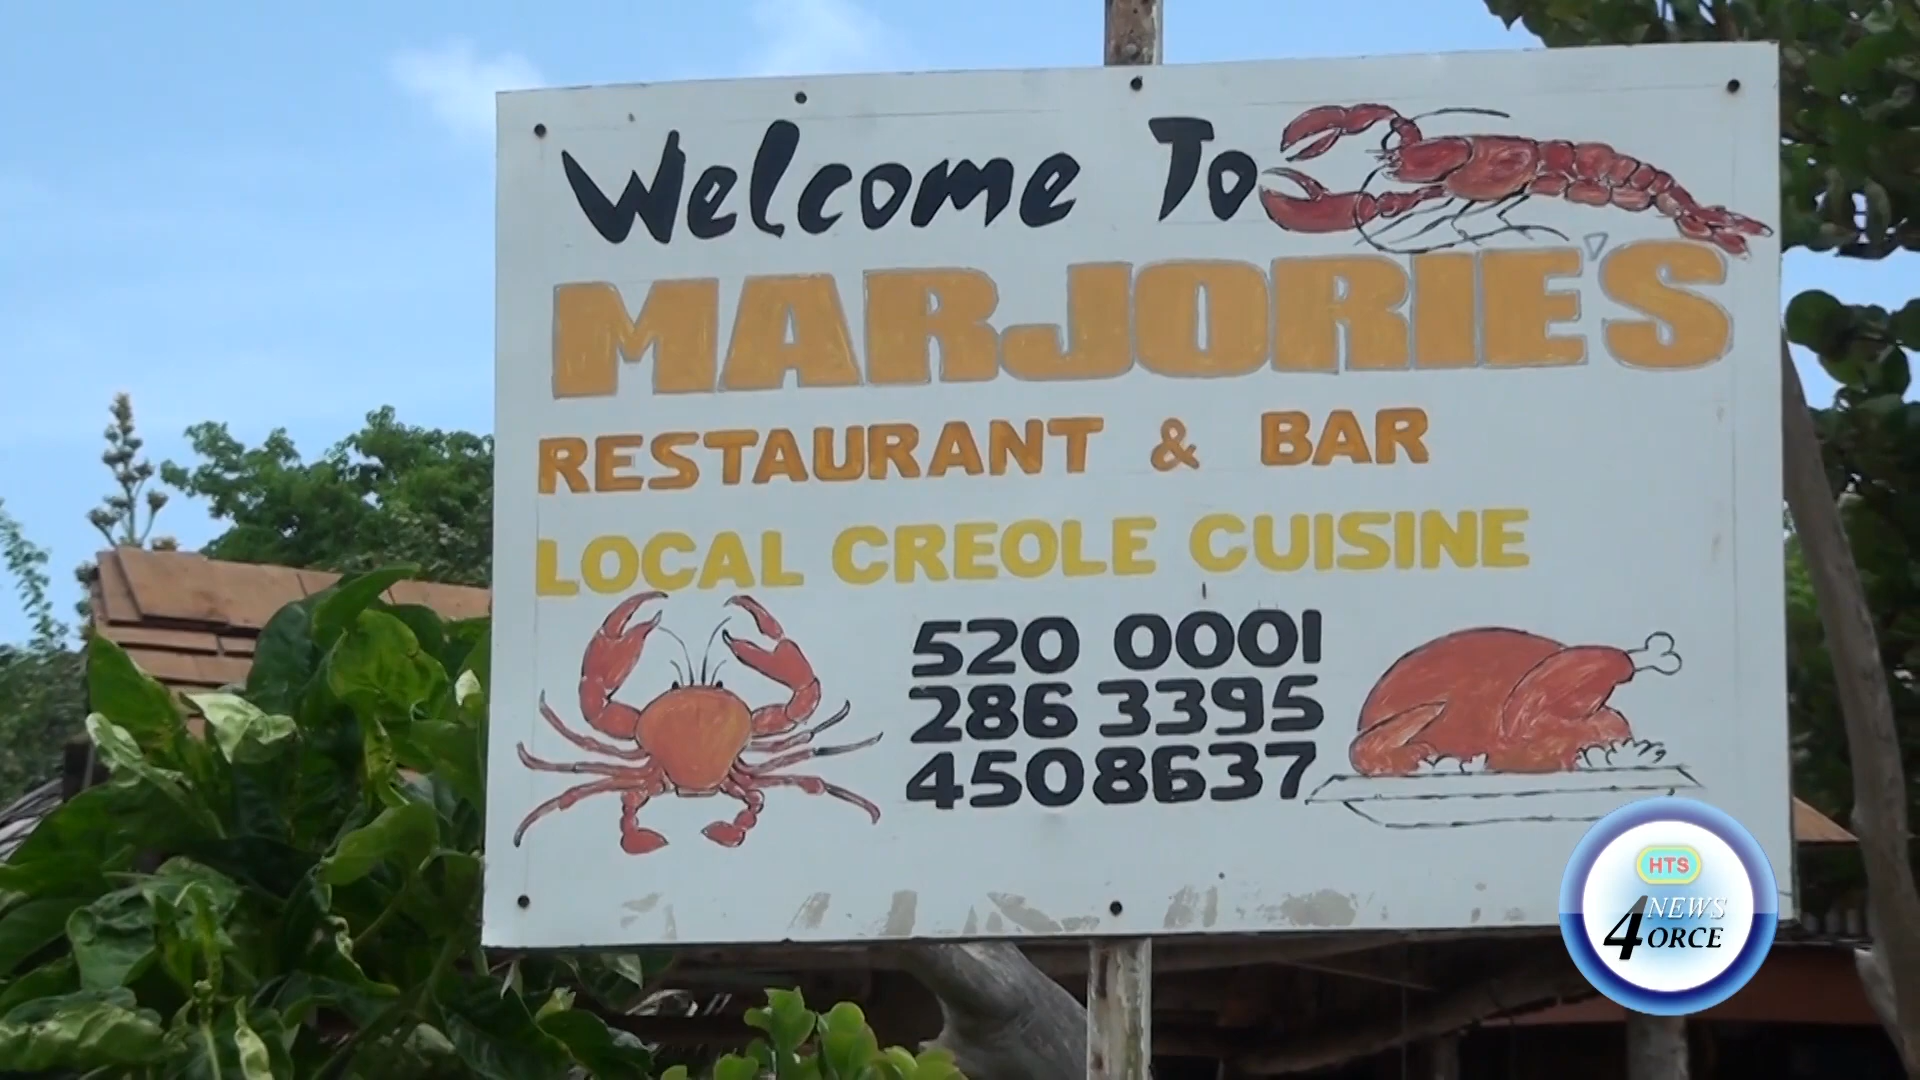 Welcome To
MARJORIE'S
RESTAURANT & BAR
LOCAL CREOLE CUISINE
520 0001
286 3395
4508637
HTS
NEWS
4ORCE